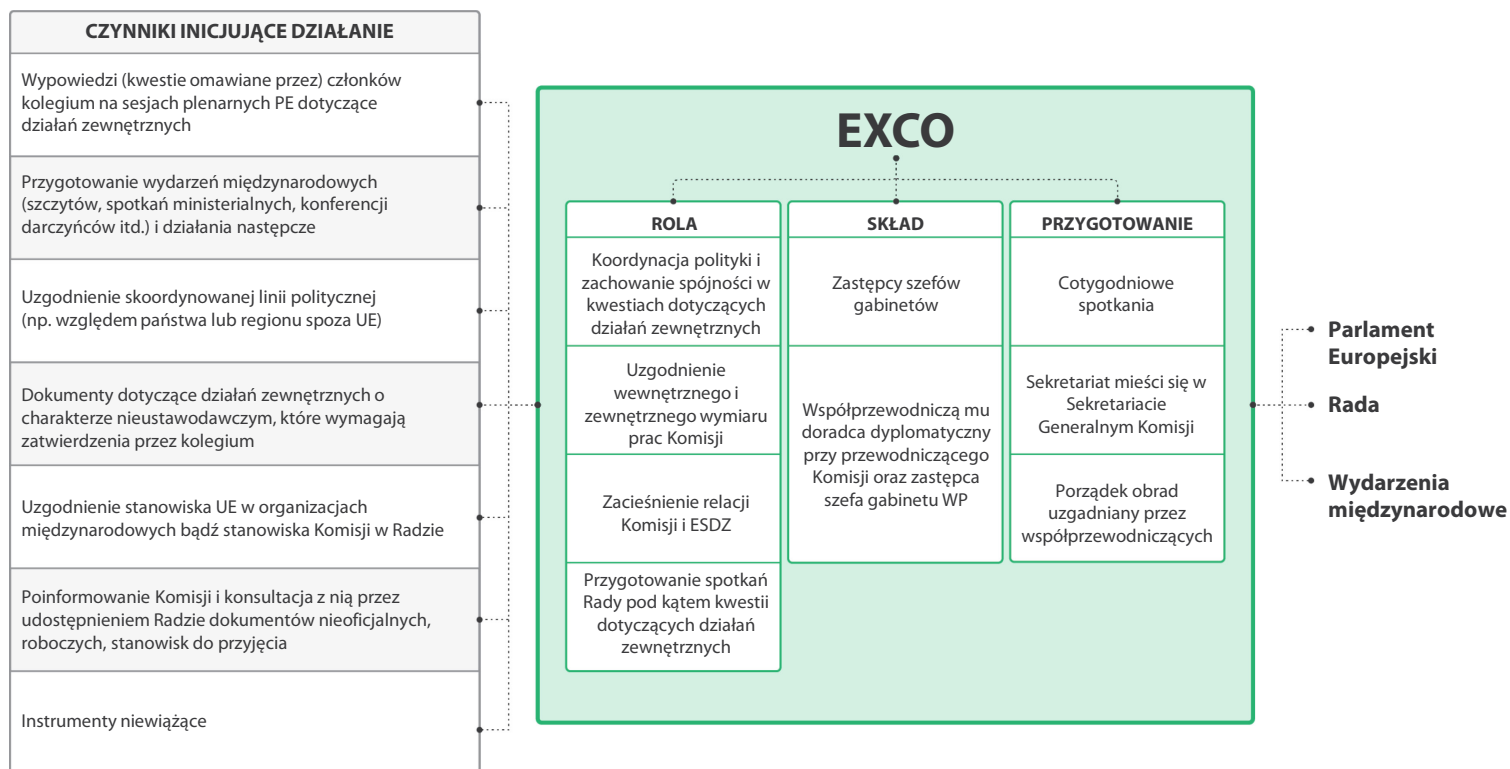 CZYNNIKI INICJUJĄCE DZIAŁANIE
Wypowiedzi (kwestie omawiane przez) członków
kolegium na sesjach plenarnych PE dotyczące
działań zewnętrznych
Przygotowanie wydarzeń międzynarodowych
(szczytów, spotkań ministerialnych, konferencji
darczyńców itd.) i działania następcze
Uzgodnienie skoordynowanej linii politycznej
(np. względem państwa lub regionu spoza UE)
Dokumenty dotyczące działań zewnętrznych o
charakterze nieustawodawczym, które wymagają
zatwierdzenia przez kolegium
Uzgodnienie stanowiska UE w organizacjach
międzynarodowych bądź stanowiska Komisji w Radzie
Poinformowanie Komisji i konsultacja z nią przez
udostępnieniem Radzie dokumentów nieoficjalnych,
roboczych, stanowisk do przyjęcia
Instrumenty niewiążące
EXCO
ROLA
Koordynacja polityki i
zachowanie spójności w
kwestiach dotyczących
działań zewnętrznych
Uzgodnienie
wewnętrznego i
zewnętrznego wymiaru
prac Komisji
Zacieśnienie relacji
Komisji i ESDZ
Przygotowanie spotkań
Rady pod kątem kwestii
dotyczących działań
zewnętrznych
SKŁAD
Zastępcy szefów
gabinetów
Współprzewodniczą mu
doradca dyplomatyczny
przy przewodniczącego
Komisji oraz zastępca
szefa gabinetu WP
PRZYGOTOWANIE
Cotygodniowe
spotkania
Sekretariat mieści się w
Sekretariacie
Generalnym Komisji
Porządek obrad
uzgadniany przez
współprzewodniczących
Parlament
Europejski
Rada
Wydarzenia
międzynarodowe